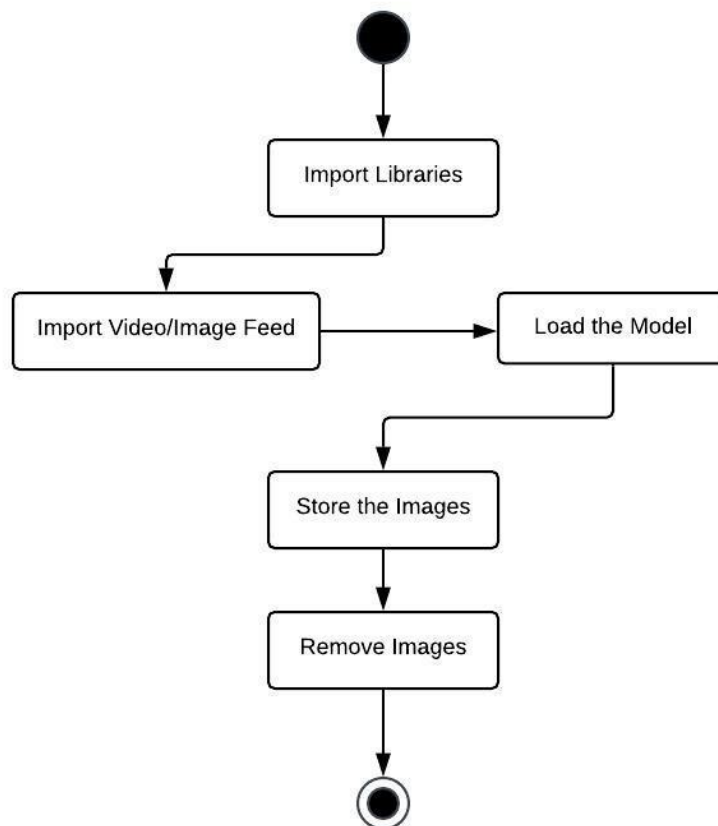 Import Libraries
Import Video/Image Feed
Load the Model
Store the Images
Remove Images